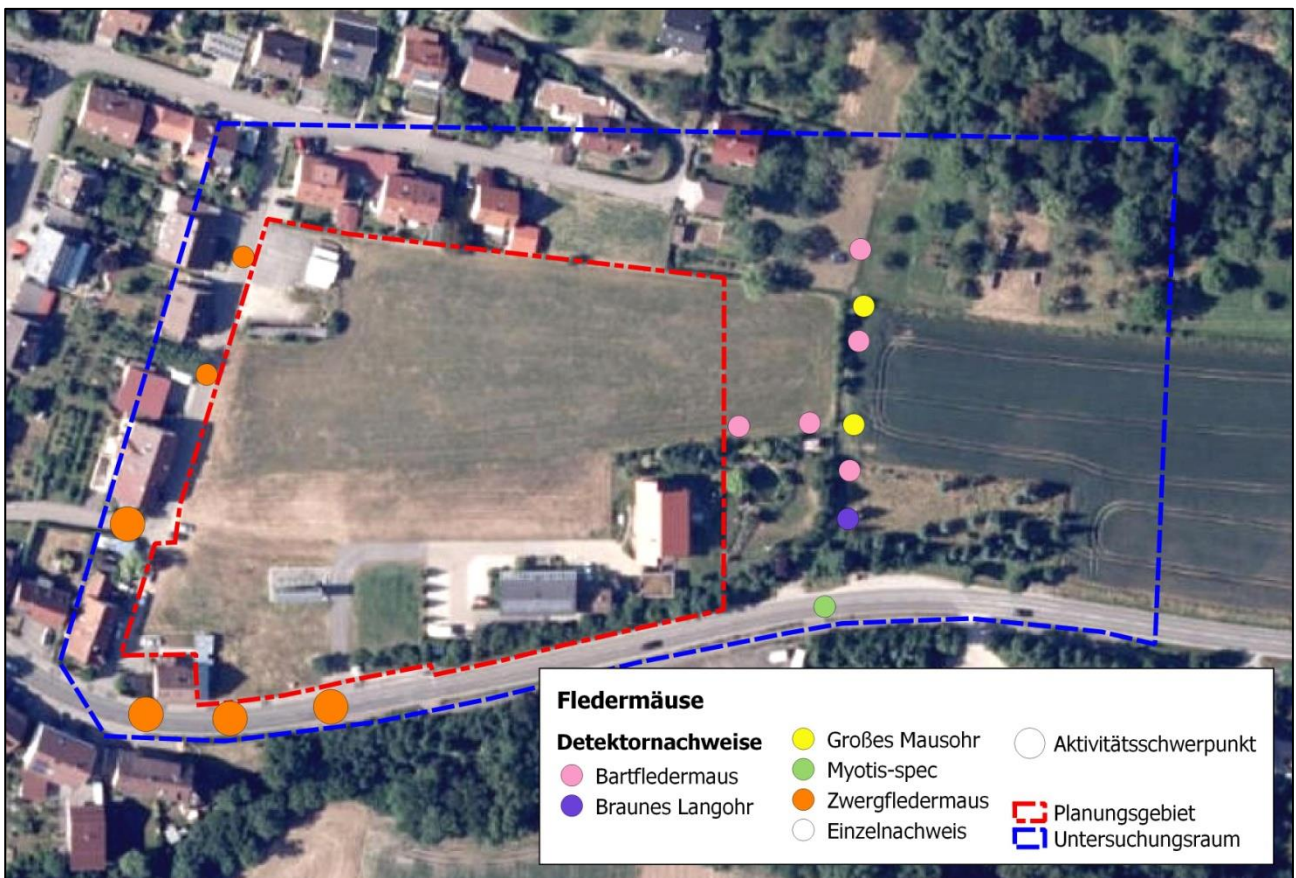 Fledermäuse
Detektornachweise
Bartfledermaus
Braunes Langohr
Großes Mausohr
Myotis-spec
Zwergfledermaus
Einzelnachweis
Aktivitätsschwerpunkt
Planungsgebiet
Untersuchungsraum